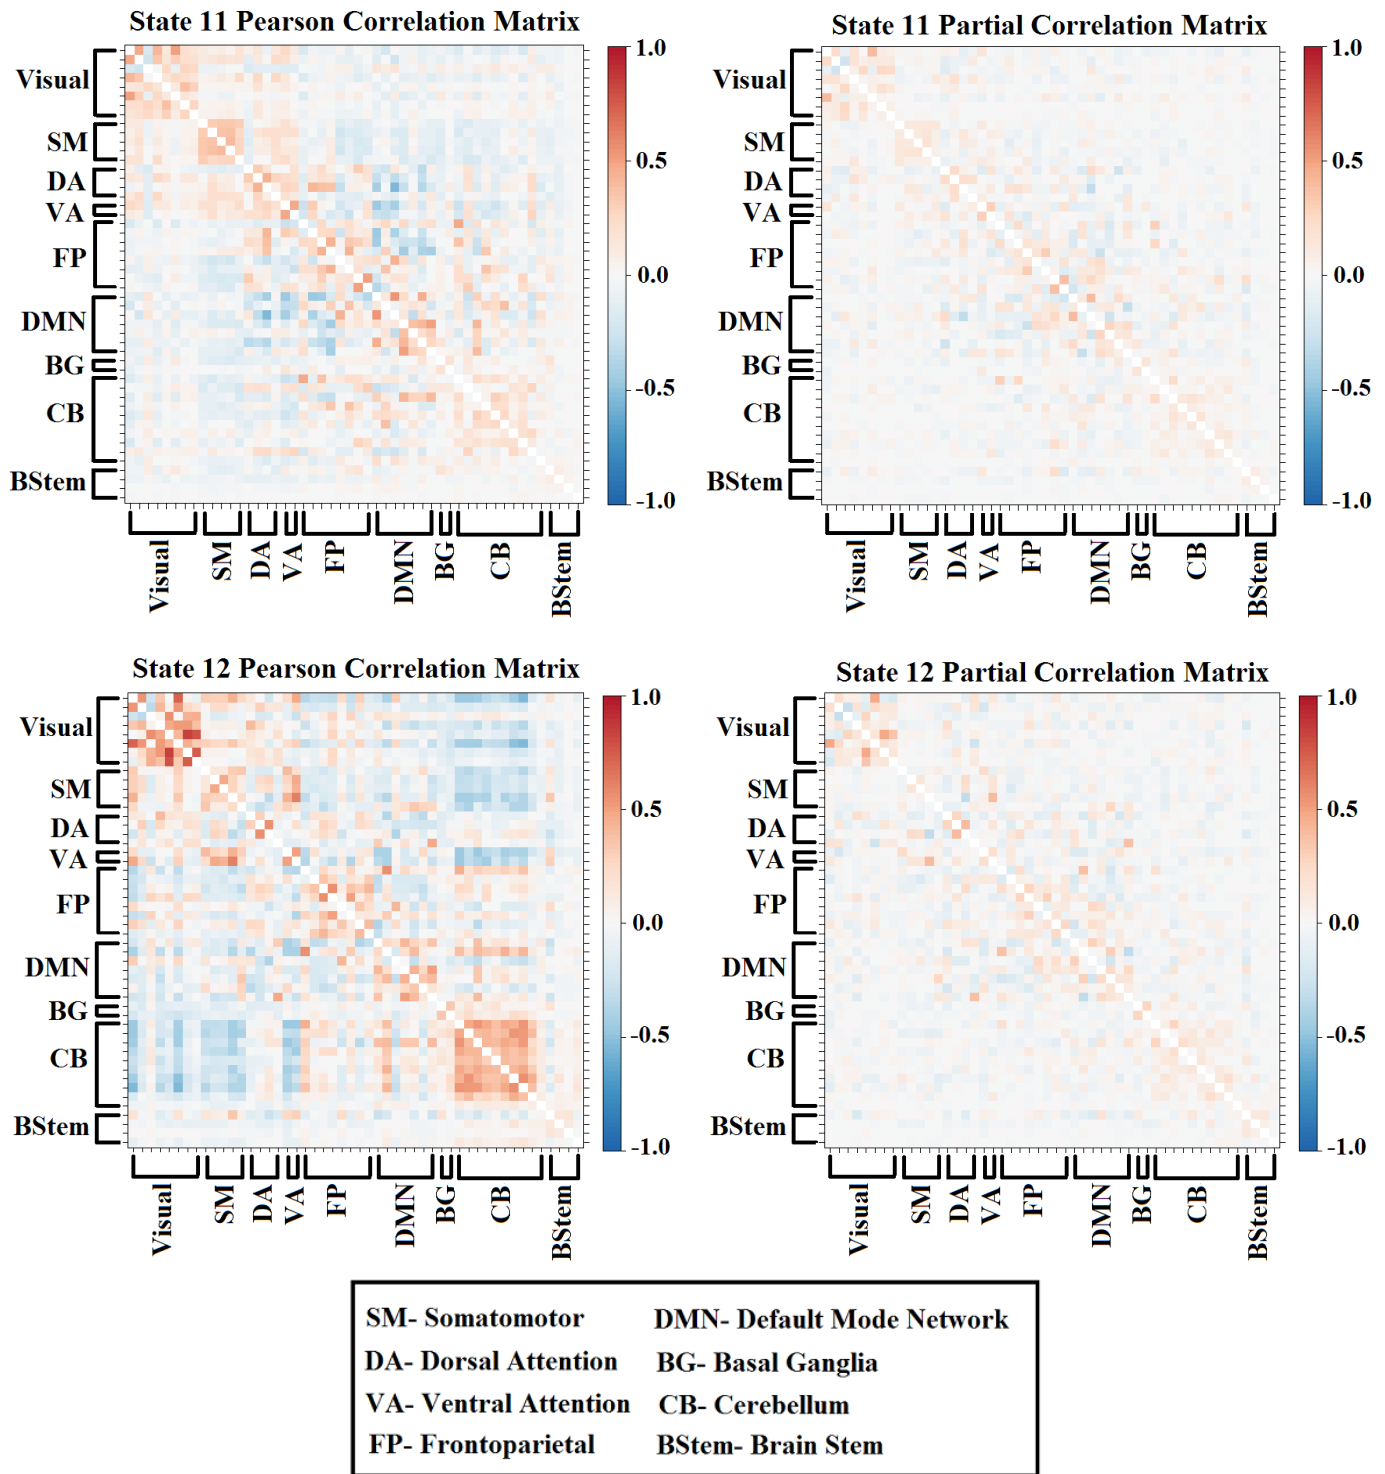 State 11 Pearson Correlation Matrix
Visual
SM
DA
VA
FP
DMN
BG
CB
BStem
Visual
SM
DA
VA
FP
DMN
BG
CB
BStem
1.0
0.5
0.0
-0.5
-1.0
State 11 Partial Correlation Matrix
Visual
SM
DA
VA
FP
DMN
BG
CB
BStem
Visual
SM
DA
VA
FP
DMN
BG
CB
BStem
1.0
0.5
0.0
-0.5
-1.0
State 12 Pearson Correlation Matrix
Visual
SM
DA
VA
FP
DMN
BG
CB
BStem
Visual
SM
DA
VA
FP
DMN
BG
CB
BStem
1.0
0.5
0.0
-0.5
-1.0
State 12 Partial Correlation Matrix
Visual
SM
DA
VA
FP
DMN
BG
CB
BStem
Visual
SM
DA
VA
FP
DMN
BG
CB
BStem
1.0
0.5
0.0
-0.5
-1.0
SM- Somatomotor
DMN- Default Mode Network
DA- Dorsal Attention
BG- Basal Ganglia
VA- Ventral Attention
CB- Cerebellum
FP- Frontoparietal
BStem- Brain Stem